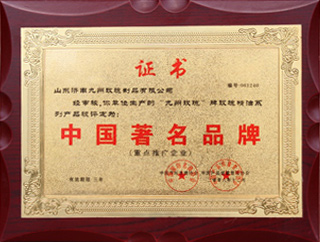 证书
编号:001240
山东济南九州玫瑰制品有限公司
经审核,你单位生产的“九州玫瑰”牌玫瑰精油系
列产品被评定为:
中国著名品牌
(重点推广企业)
有效期限 三年